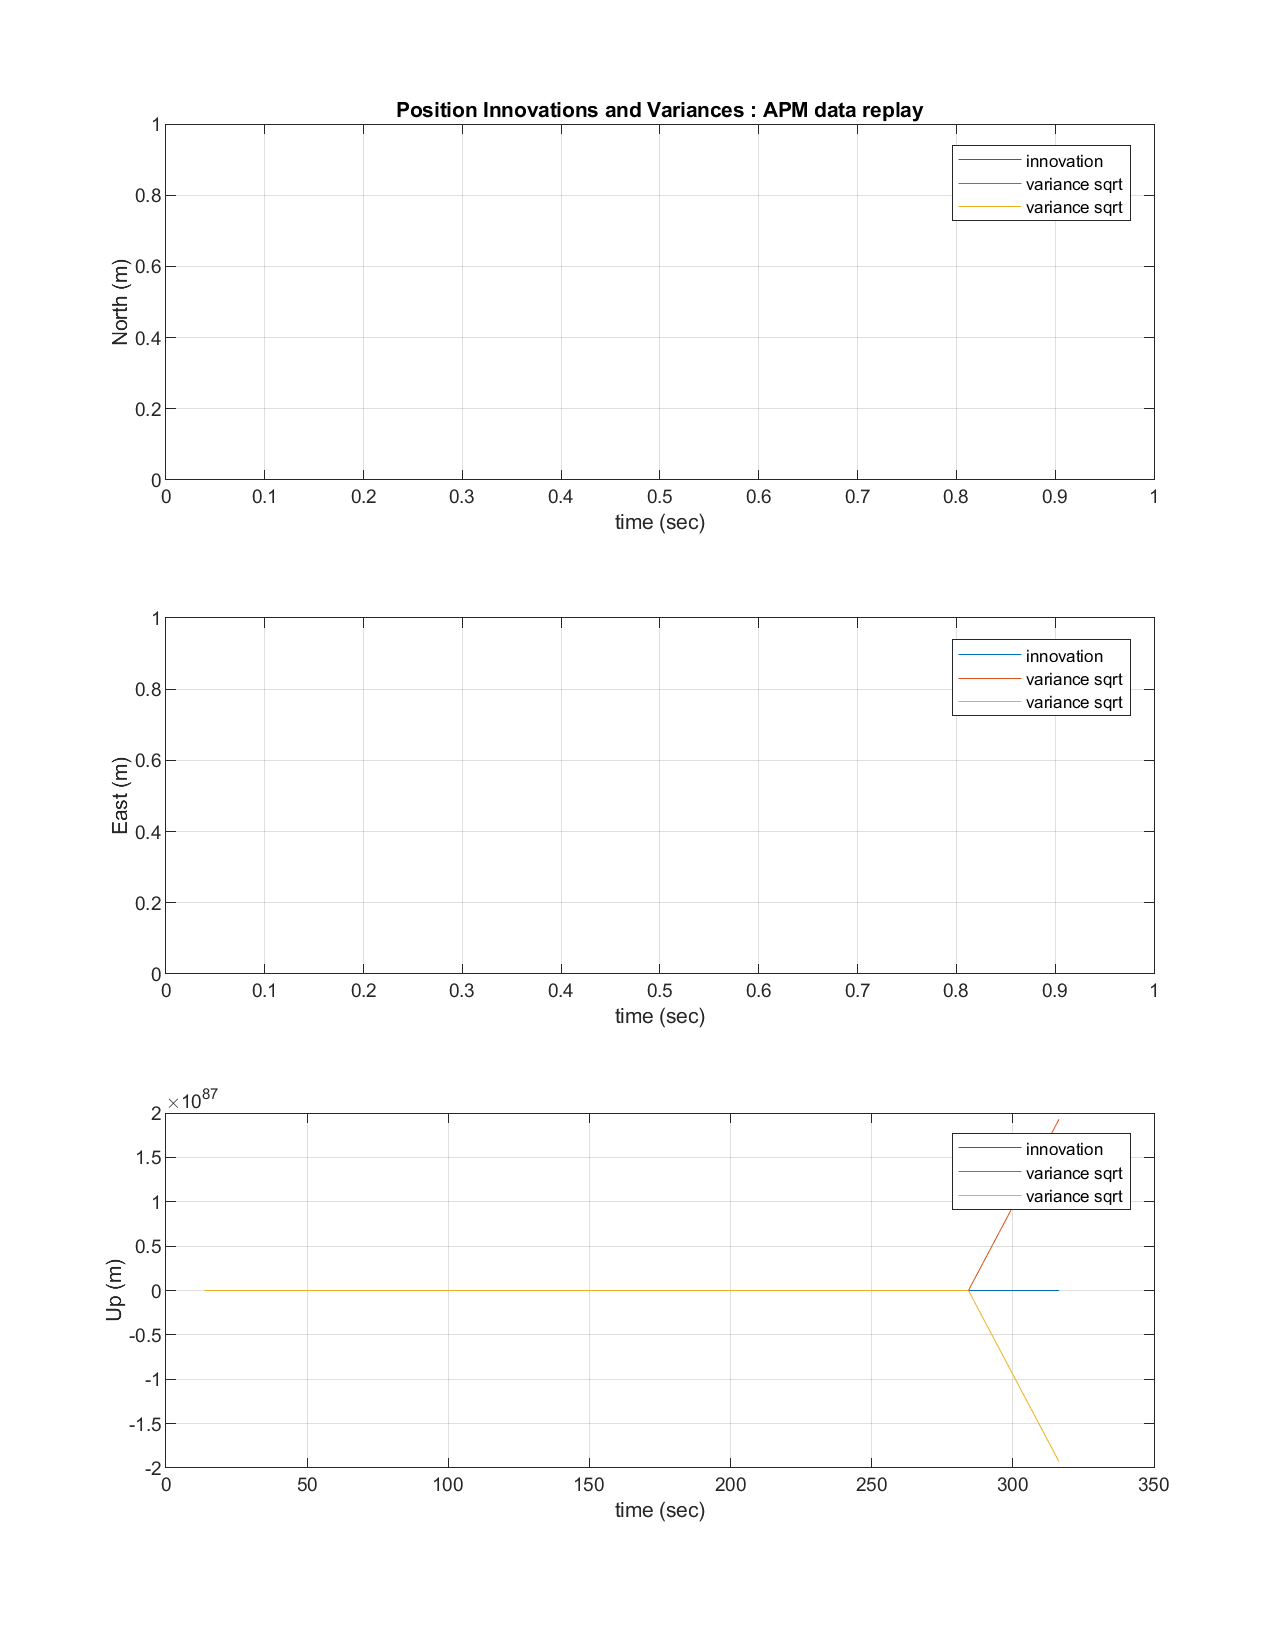 Position Innovations and Variances : APM data replay
1
0.8
0.6
0.4
0.2
0
North (m)
innovation
variance sqrt
variance sqrt
0 0.1 0.2 0.3 0.4 0.5 0.6 0.7 0.8 0.9 1
time (sec)
1
0.8
0.6
0.4
0.2
0
East (m)
innovation
variance sqrt
variance sqrt
0 0.1 0.2 0.3 0.4 0.5 0.6 0.7 0.8 0.9 1
time (sec)
×10^87
2
1.5
1
0.5
0
-0.5
-1
-1.5
-2
Up (m)
innovation
variance sqrt
variance sqrt
0 50 100 150 200 250 300 350
time (sec)